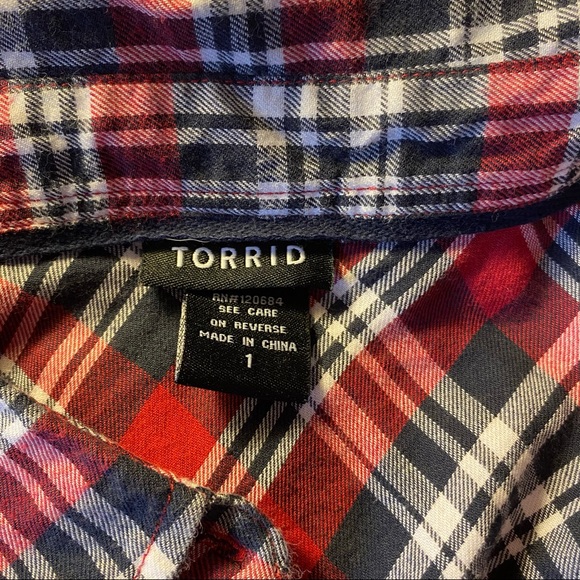 TORRID
RN#120684
SEE CARE
ON REVERSE
MADE IN CHINA
1